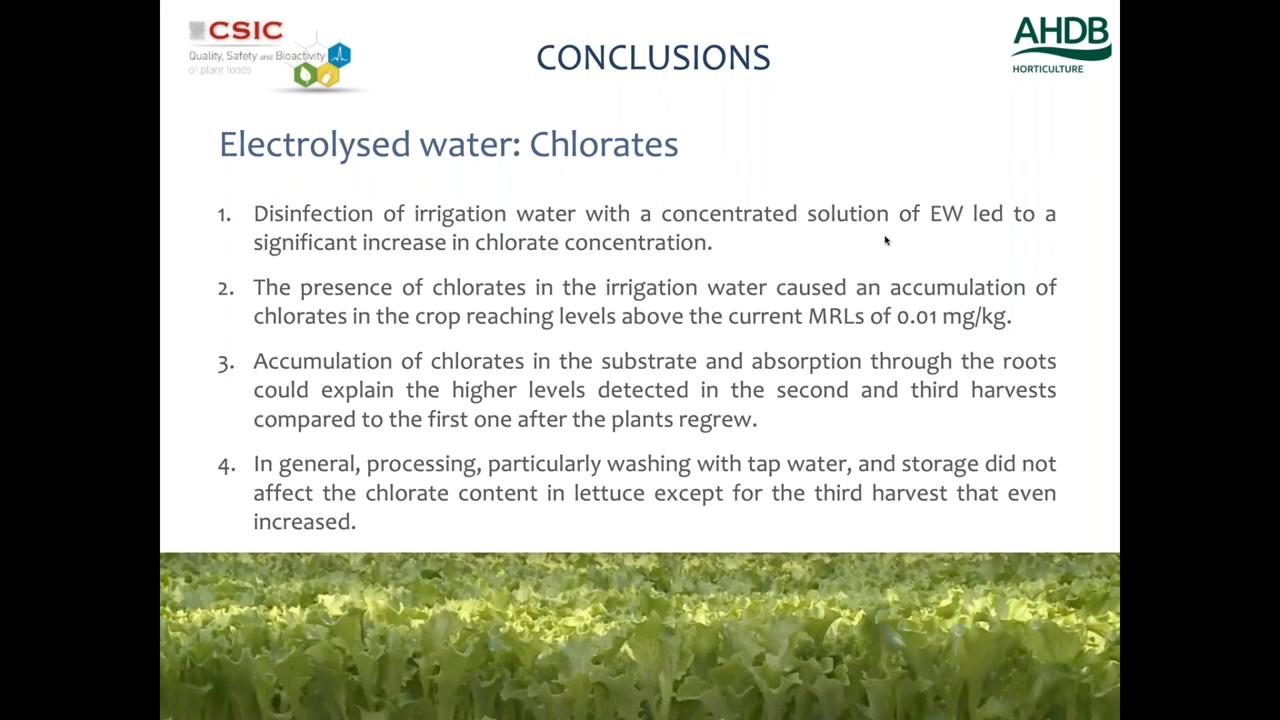 CSIC
Quality, Safety and Bioactivity
of plant foods
CONCLUSIONS
AHDB
HORTICULTURE
Electrolysed water: Chlorates
1. Disinfection of irrigation water with a concentrated solution of EW led to a
significant increase in chlorate concentration.
2. The presence of chlorates in the irrigation water caused an accumulation of
chlorates in the crop reaching levels above the current MRLs of 0.01 mg/kg.
3. Accumulation of chlorates in the substrate and absorption through the roots
could explain the higher levels detected in the second and third harvests
compared to the first one after the plants regrew.
4. In general, processing, particularly washing with tap water, and storage did not
affect the chlorate content in lettuce except for the third harvest that even
increased.